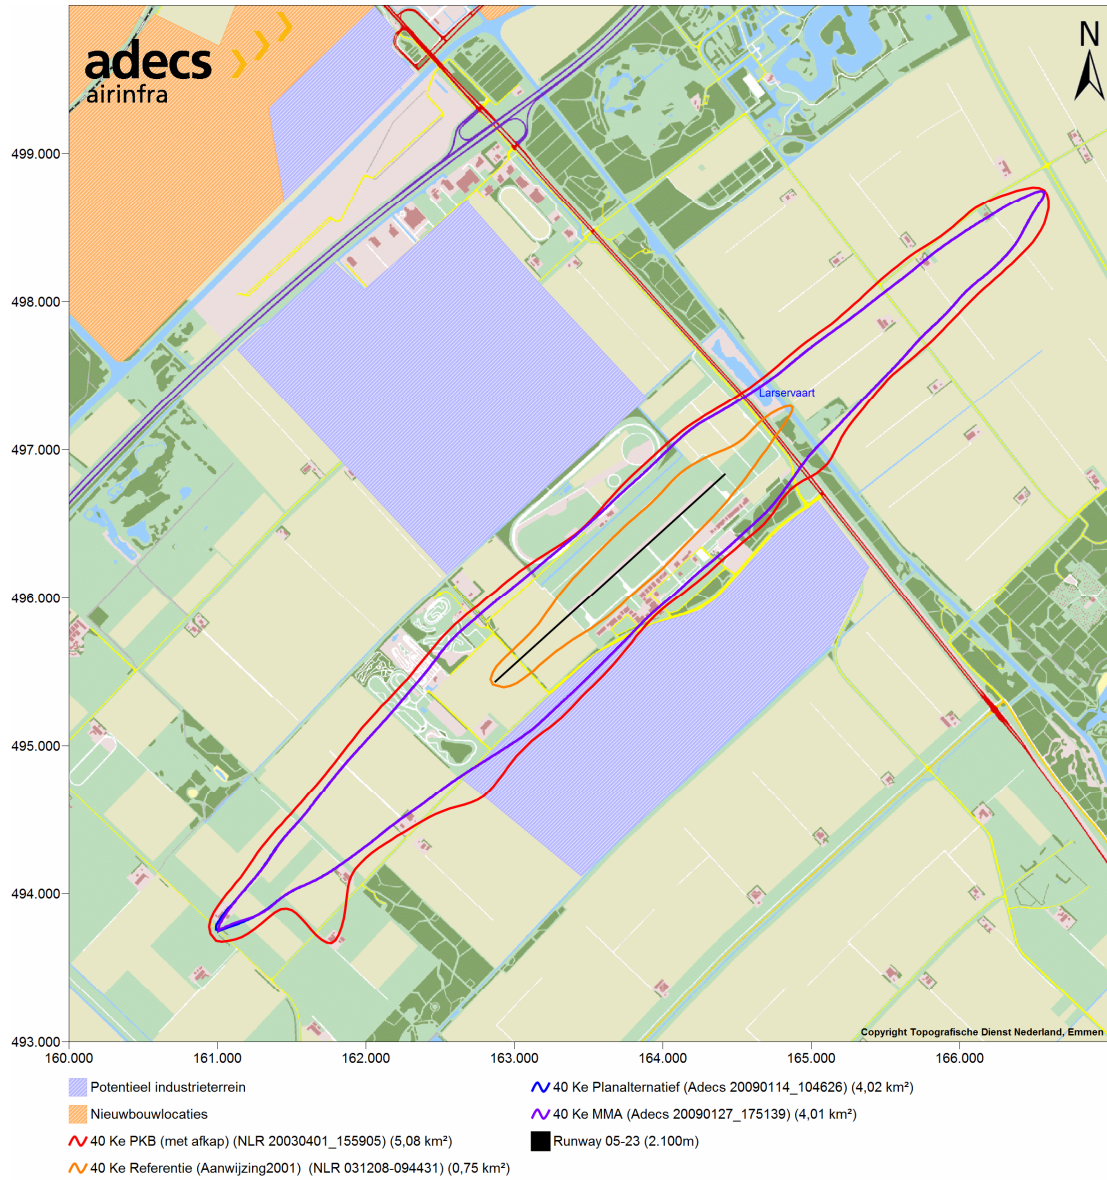 adecs
airinfra
N
499.000
498.000
Larservaart
497.000
496.000
495.000
494.000
Copyright Topografische Dienst Nederland, Emmen
493.000
160.000 161.000 162.000 163.000 164.000 165.000 166.000
Potentieel industrieterrein
Nieuwbouwlocaties
40 Ke PKB (met afkap) (NLR 20030401_155905) (5,08 km²)
40 Ke Referentie (Aanwijzing2001) (NLR 031208-094431) (0,75 km²)
40 Ke Planalternatief (Adecs 20090114_104626) (4,02 km²)
40 Ke MMA (Adecs 20090127_175139) (4,01 km²)
Runway 05-23 (2.100m)